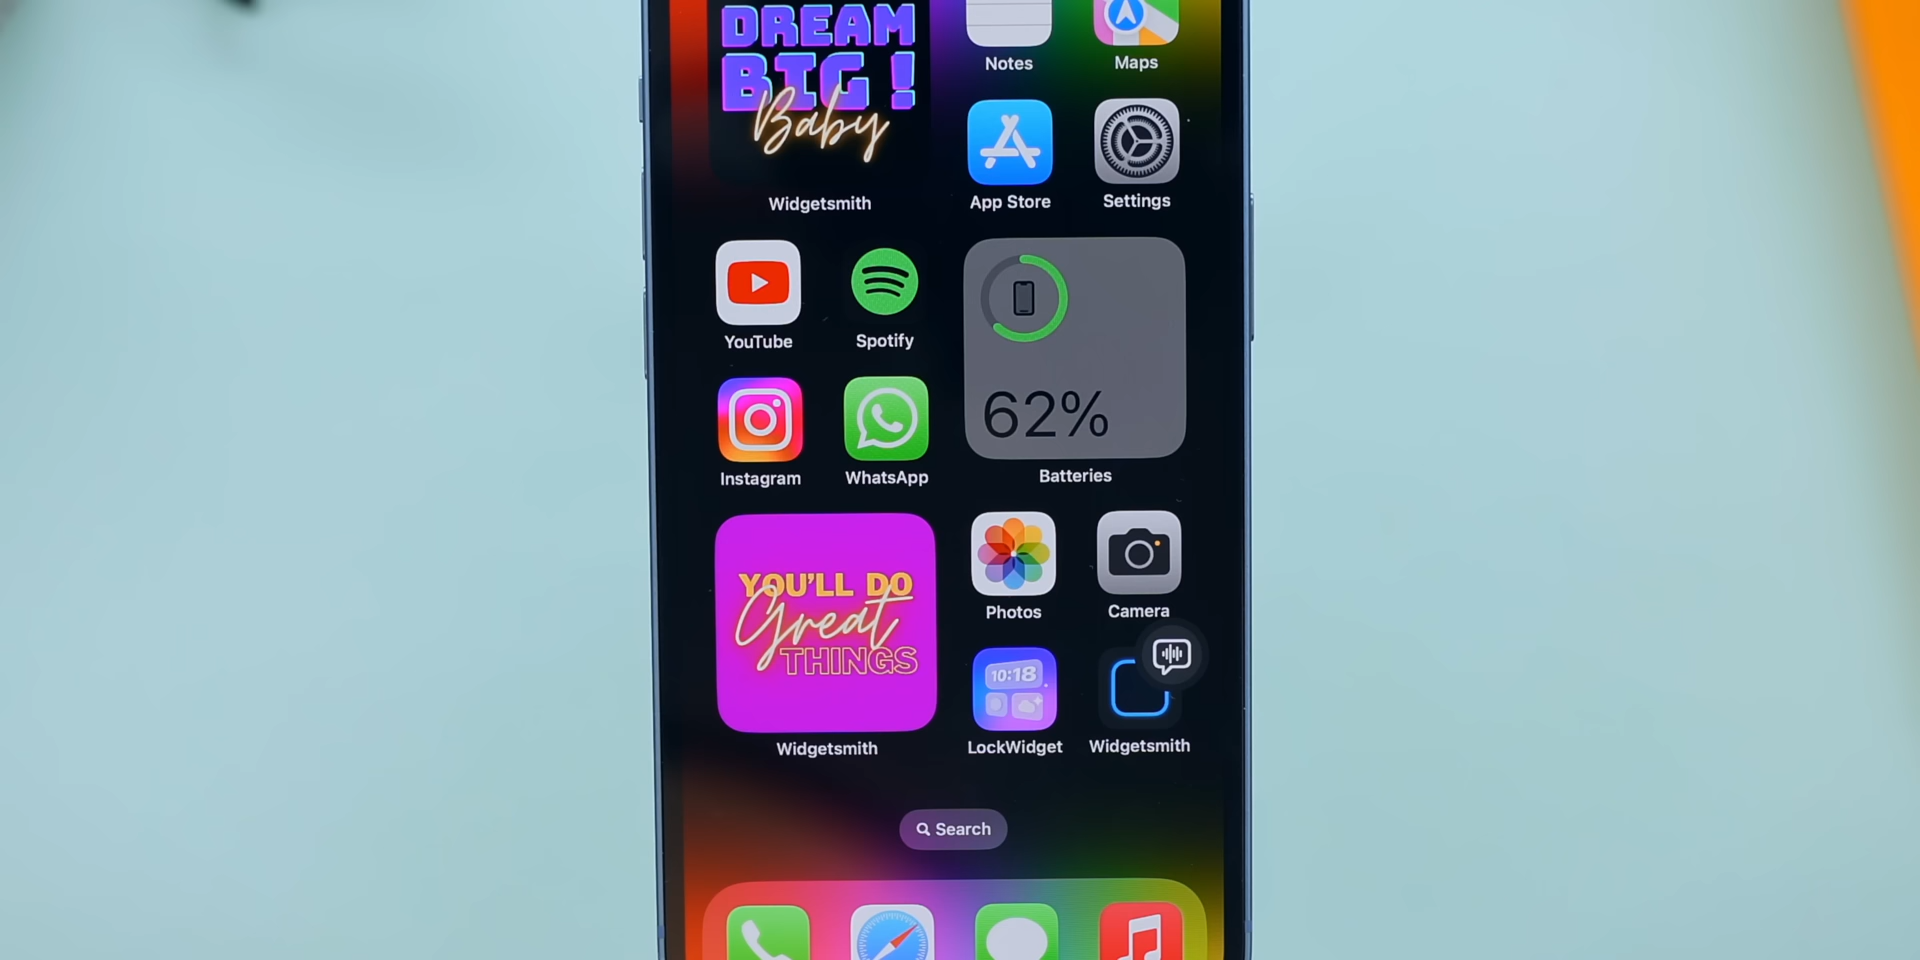 DREAM
BIG !
Baby
Widgetsmith
Notes
Maps
App Store
Settings
YouTube
Spotify
62%
Batteries
Instagram
WhatsApp
YOU'LL DO
Great
THINGS
Widgetsmith
Photos
Camera
10:18
LockWidget
Widgetsmith
Search